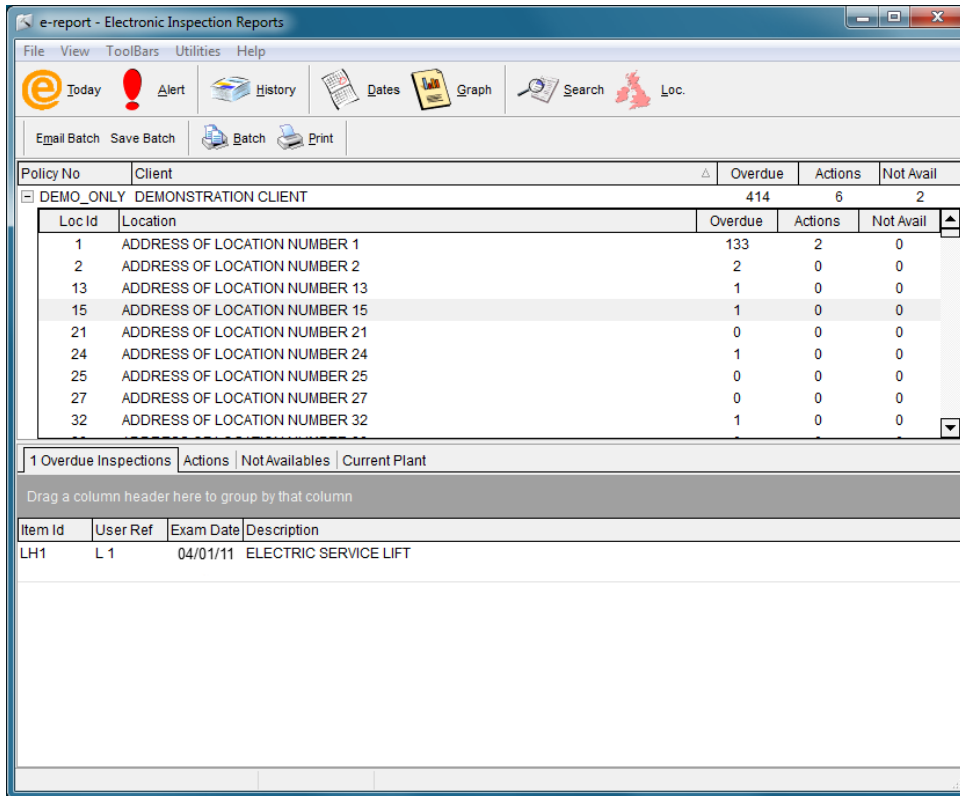 e-report - Electronic Inspection Reports
File View ToolBars Utilities Help
Today Alert History Dates Graph Search Loc.
Email Batch Save Batch Batch Print
Policy No Client Overdue Actions Not Avail
DEMO_ONLY DEMONSTRATION CLIENT 414 6 2
Loc Id Location Overdue Actions Not Avail
1 ADDRESS OF LOCATION NUMBER 1 133 2 0
2 ADDRESS OF LOCATION NUMBER 2 2 0 0
13 ADDRESS OF LOCATION NUMBER 13 1 0 0
15 ADDRESS OF LOCATION NUMBER 15 1 0 0
21 ADDRESS OF LOCATION NUMBER 21 0 0 0
24 ADDRESS OF LOCATION NUMBER 24 1 0 0
25 ADDRESS OF LOCATION NUMBER 25 0 0 0
27 ADDRESS OF LOCATION NUMBER 27 0 0 0
32 ADDRESS OF LOCATION NUMBER 32 1 0 0
1 Overdue Inspections Actions Not Availables Current Plant
Drag a column header here to group by that column
Item Id User Ref Exam Date Description
LH1 L 1 04/01/11 ELECTRIC SERVICE LIFT